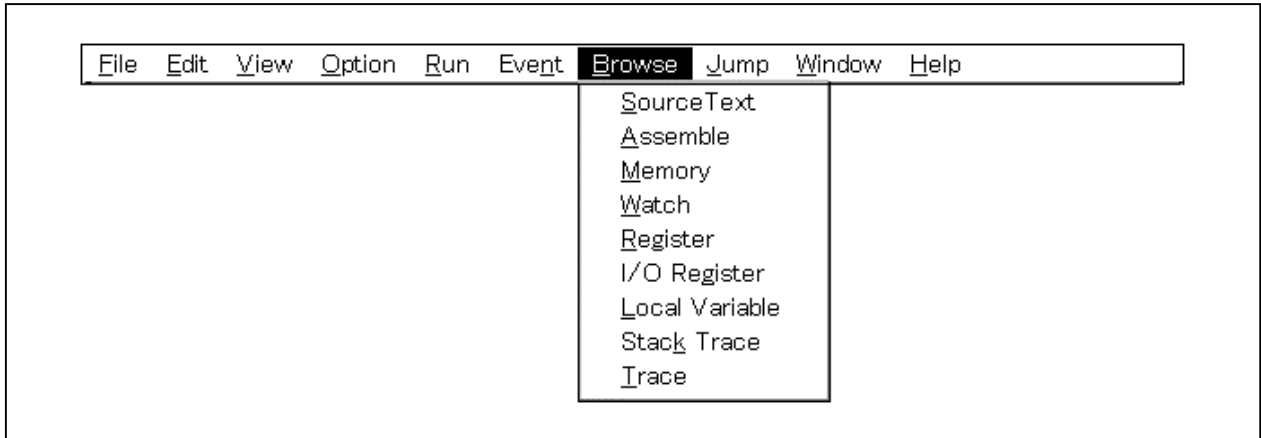 File Edit View Option Run Event Browse Jump Window Help
SourceText
Assemble
Memory
Watch
Register
I/O Register
Local Variable
Stack Trace
Trace